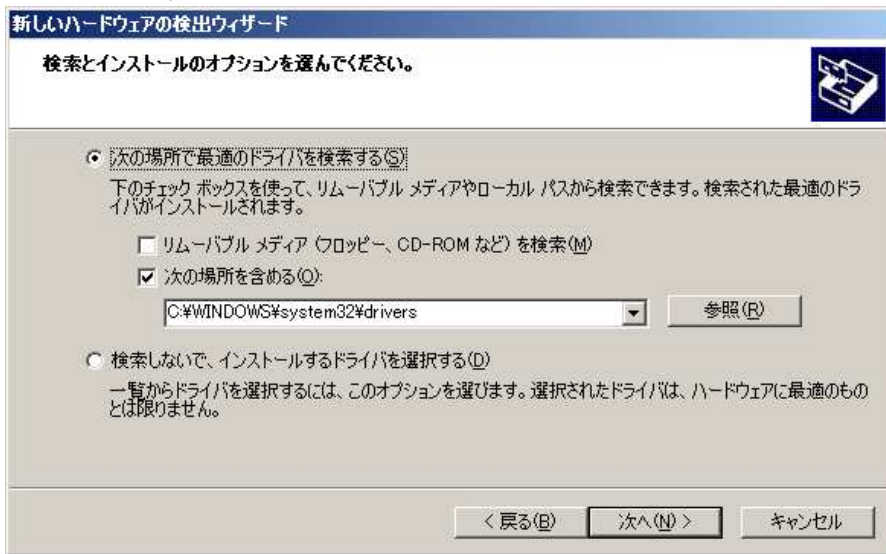 新しいハードウェアの検出ウィザード
検索とインストールのオプションを選んでください。
次の場所で最適のドライバを検索する(S)
下のチェック ボックスを使って、リムーバブル メディアやローカル パスから検索できます。検索された最適のドラ
イバがインストールされます。
リムーバブル メディア (フロッピー、CD-ROM など) を検索(M)
次の場所を含める(O):
C:¥WINDOWS¥system32¥drivers
参照(R)
検索しないで、インストールするドライバを選択する(D)
一覧からドライバを選択するには、このオプションを選びます。選択されたドライバは、ハードウェアに最適のもの
とは限りません。
< 戻る(B)
次へ(N) >
キャンセル